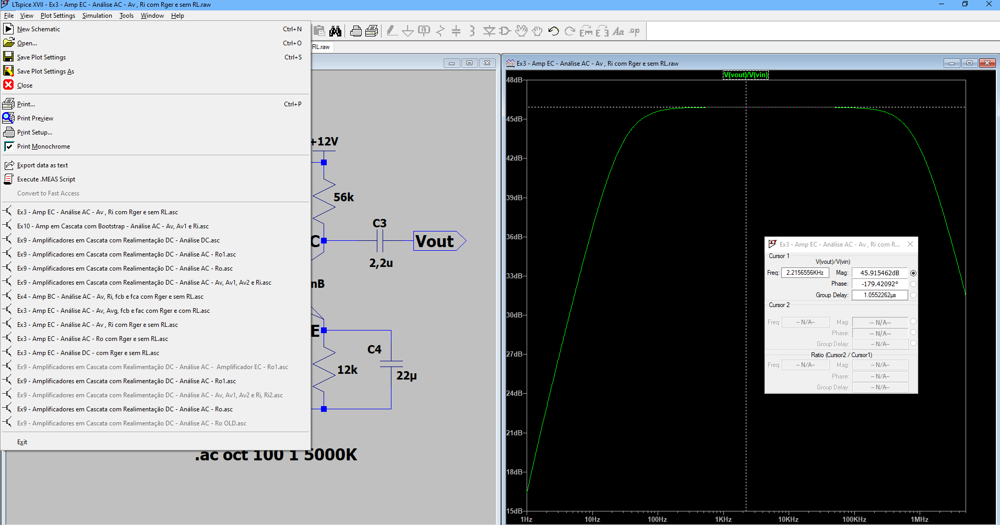 LTspice XVII - Ex3 - Amp EC - Análise AC - Av , Ri com Rger e sem RL.raw
File View Plot Settings Simulation Tools Window Help
New Schematic Ctrl+N
Open... Ctrl+O
Save Plot Settings Ctrl+S
Save Plot Settings As
Close
Print... Ctrl+P
Print Preview
Print Setup...
Print Monochrome
Export data as text
Execute .MEAS Script
Convert to Fast Access
Ex3 - Amp EC - Análise AC - Av , Ri com Rger e sem RL.asc
Ex10 - Amp em Cascata com Bootstrap - Análise AC - Av, Av1 e Ri.asc
Ex9 - Amplificadores em Cascata com Realimentação DC - Análise DC.asc
Ex9 - Amplificadores em Cascata com Realimentação DC - Análise AC - Ro1.asc
Ex9 - Amplificadores em Cascata com Realimentação DC - Análise AC - Ro.asc
Ex9 - Amplificadores em Cascata com Realimentação DC - Análise AC - Av, Av1, Av2 e Ri.asc
Ex4 - Amp BC - Análise AC - Av, Ri, fcb e fca com Rger e sem RL.asc
Ex3 - Amp EC - Análise AC - Av, Avg, fcb e fac com Rger e com RL.asc
Ex3 - Amp EC - Análise AC - Av , Ri com Rger e sem RL.asc
Ex3 - Amp EC - Análise AC - Ro com Rger e sem RL.asc
Ex3 - Amp EC - Análise DC - com Rger e sem RL.asc
Ex9 - Amplificadores em Cascata com Realimentação DC - Análise AC - Amplificador EC - Ro1.asc
Ex9 - Amplificadores em Cascata com Realimentação DC - Análise AC - Ro1.asc
Ex9 - Amplificadores em Cascata com Realimentação DC - Análise AC - Av, Av1, Av2 e Ri, Ri2.asc
Ex9 - Amplificadores em Cascata com Realimentação DC - Análise AC - Ro.asc
Ex9 - Amplificadores em Cascata com Realimentação DC - Análise AC - Ro OLD.asc
Exit
Aa .op
RL.raw
+12V
56k
C3
C
Vout
2,2u
nB
E
C4
12k
22µ
.ac oct 100 1 5000K
Ex3 - Amp EC - Análise AC - Av , Ri com Rger e sem RL.raw
V(vout)/V(vin)
48dB
45dB
42dB
39dB
36dB
33dB
30dB
27dB
24dB
21dB
18dB
15dB
1Hz 10Hz 100Hz 1KHz 10KHz 100KHz 1MHz
Ex3 - Amp EC - Análise AC - Av , Ri com R...
Cursor 1
V(vout)/V(vin)
Freq: 2.2156556KHz Mag: 45.915462dB
Phase: -179.42092°
Group Delay: 1.0552262µs
Cursor 2
Freq: -- N/A-- Mag: -- N/A--
Phase: -- N/A--
Group Delay: -- N/A--
Ratio (Cursor2 / Cursor1)
Freq: -- N/A-- Mag: -- N/A--
Phase: -- N/A--
Group Delay: -- N/A--